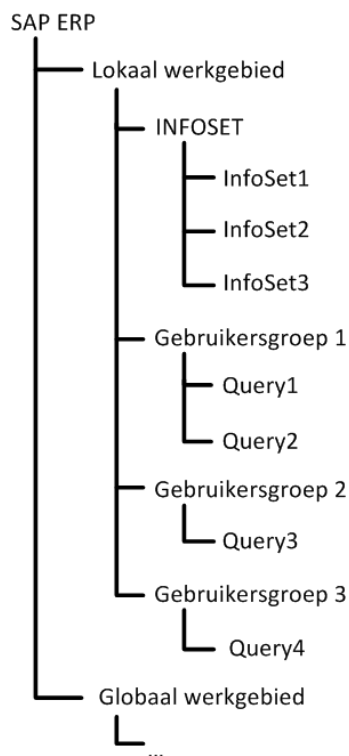 SAP ERP
Lokaal werkgebied
INFOSET
InfoSet1
InfoSet2
InfoSet3
Gebruikersgroep 1
Query1
Query2
Gebruikersgroep 2
Query3
Gebruikersgroep 3
Query4
Globaal werkgebied